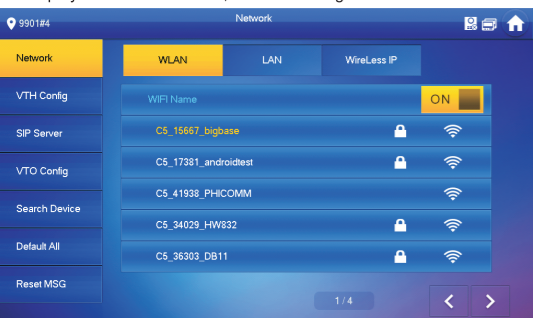 9901#4
Network
Network
WLAN
LAN
WireLess IP
VTH Config
WIFI Name
ON
SIP Server
C5_15667_bigbase
VTO Config
C5_17381_androidtest
Search Device
C5_41938_PHICOMM
Default All
C5_34029_HW832
C5_36303_DB11
Reset MSG
1/4